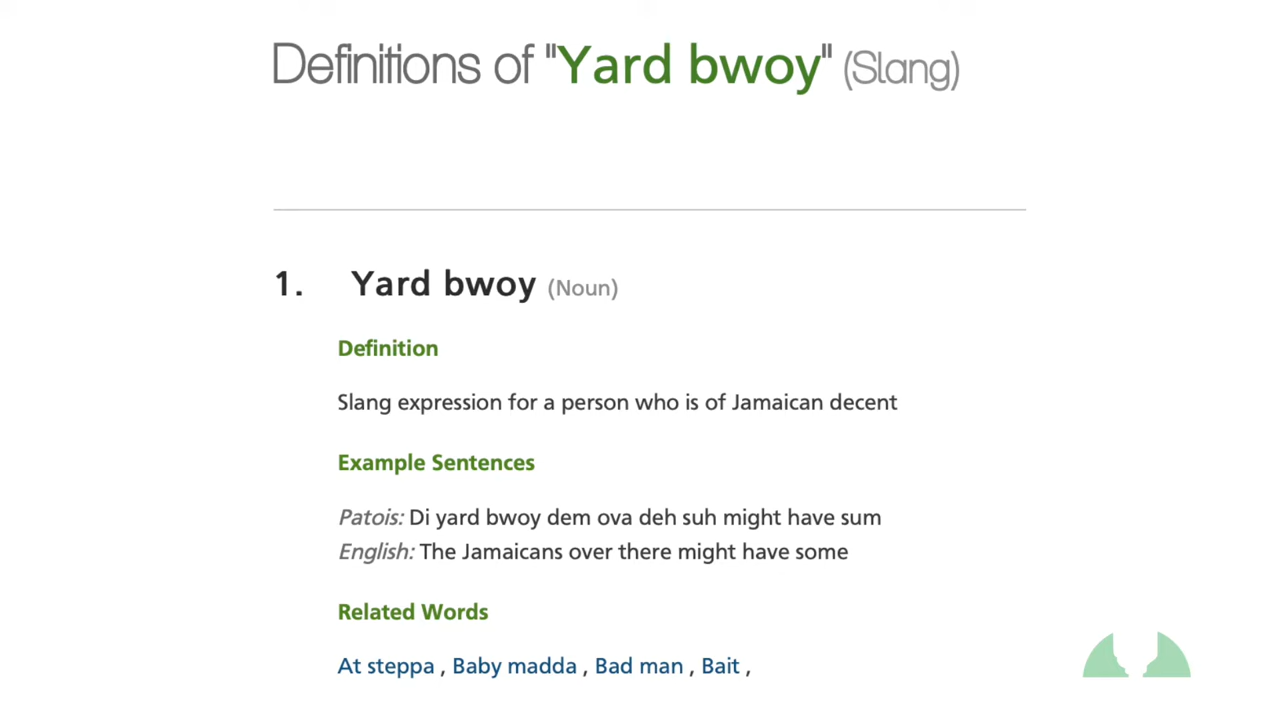 Definitions of "Yard bwoy" (Slang)
1. Yard bwoy (Noun)
Definition
Slang expression for a person who is of Jamaican decent
Example Sentences
Patois: Di yard bwoy dem ova deh suh might have sum
English: The Jamaicans over there might have some
Related Words
At steppa , Baby madda , Bad man , Bait ,